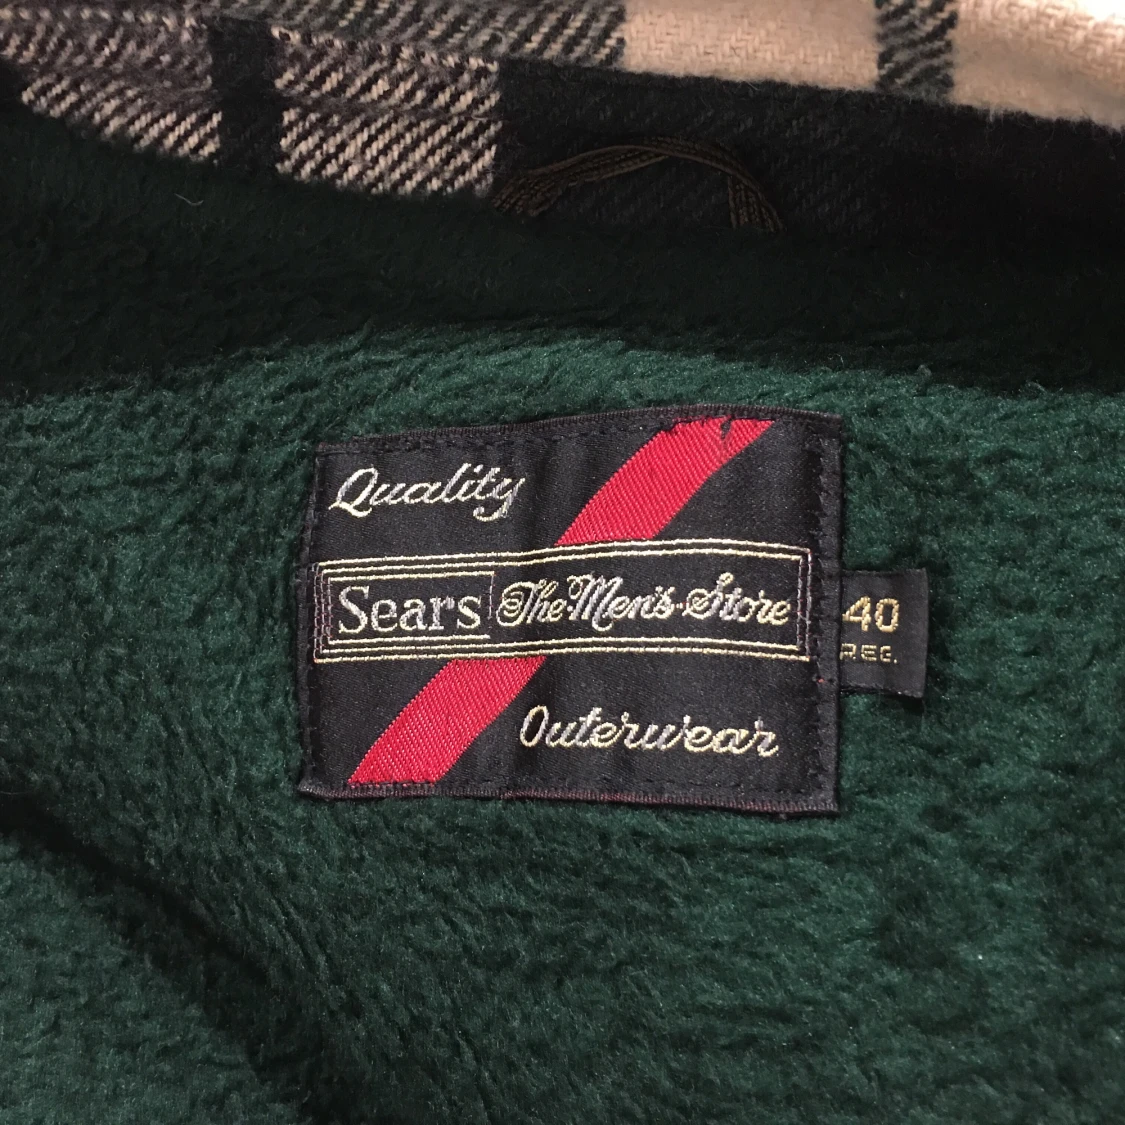 Quality
Sears The Men's Store
Outerwear
40
REG.